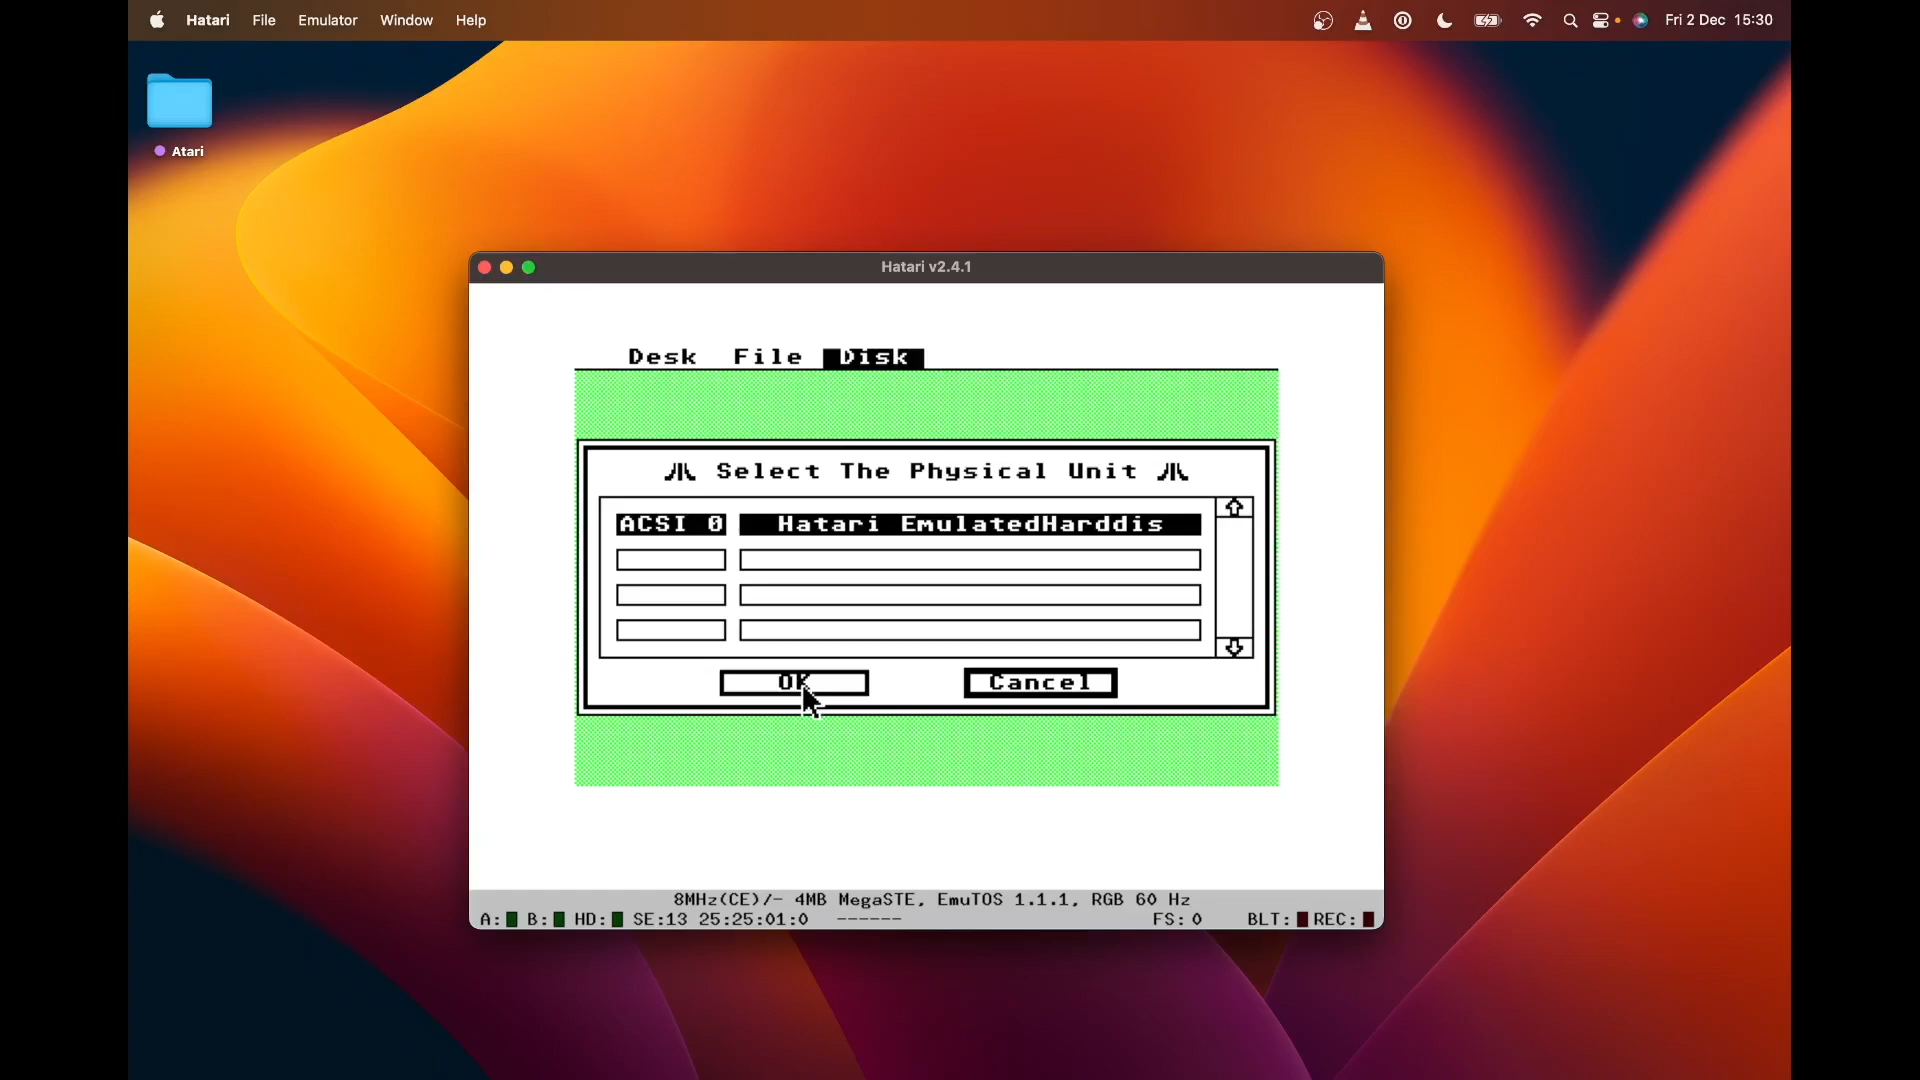 Hatari File Emulator Window Help Fri 2 Dec 15:30
Atari
Hatari v2.4.1
Desk File Disk
Select The Physical Unit
ACSI 0 Hatari EmulatedHarddis
OK Cancel
8MHz(CE)/- 4MB MegaSTE, EmuTOS 1.1.1, RGB 60 Hz
A: B: HD: SE:13 25:25:01:0 ------ FS:0 BLT: REC: